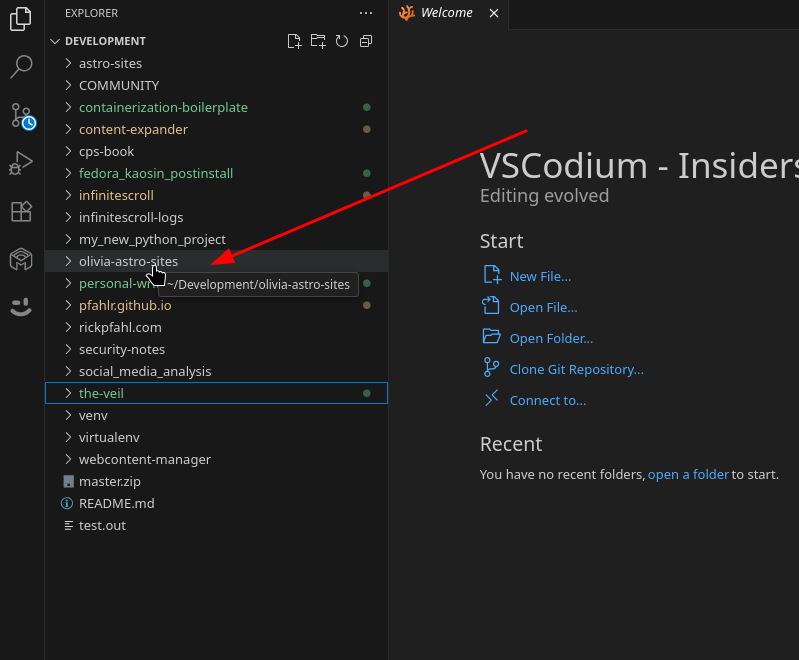 EXPLORER
Welcome
DEVELOPMENT
astro-sites
COMMUNITY
containerization-boilerplate
content-expander
cps-book
fedora_kaosin_postinstall
infinitescroll
infinitescroll-logs
my_new_python_project
olivia-astro-sites
personal-wr
~/Development/olivia-astro-sites
pfahlr.github.io
rickpfahl.com
security-notes
social_media_analysis
the-veil
venv
virtualenv
webcontent-manager
master.zip
README.md
test.out
VSCodium - Insiders
Editing evolved
Start
New File...
Open File...
Open Folder...
Clone Git Repository...
Connect to...
Recent
You have no recent folders, open a folder to start.